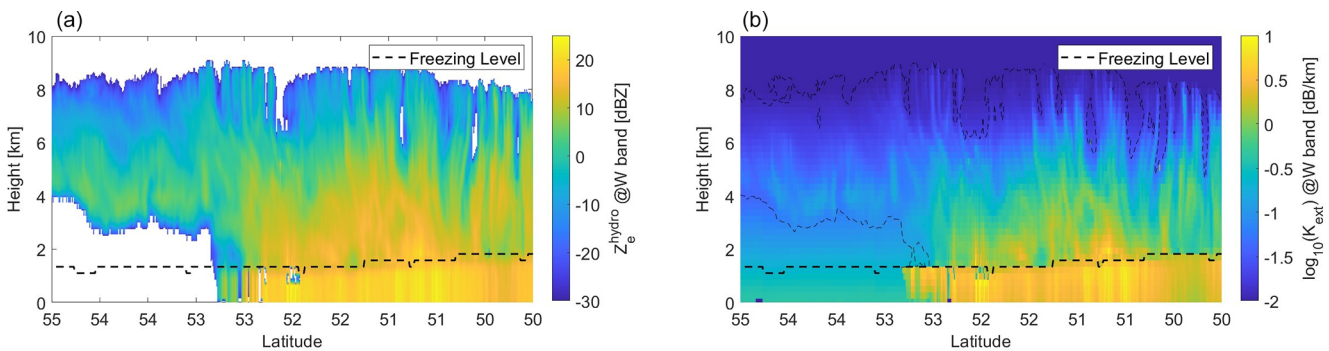 (a)
10
8
6
4
2
0
Height [km]
Freezing Level
55 54 54 53 53 52 52 51 51 50 50
Latitude
20
10
0
-10
-20
-30
Z_e^hydro @W band [dBZ]
(b)
10
8
6
4
2
0
Height [km]
Freezing Level
55 54 54 53 53 52 52 51 51 50 50
Latitude
1
0.5
0
-0.5
-1
-1.5
-2
log_10(K_ext) @W band [dB/km]